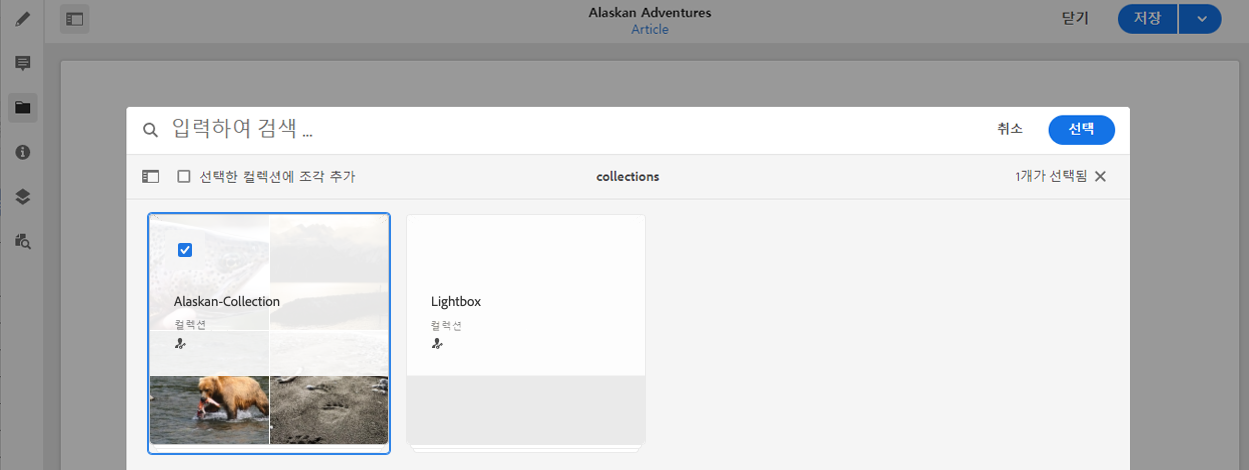 Alaskan Adventures
Article
닫기
저장
입력하여 검색 ...
취소
선택
선택한 컬렉션에 조각 추가
collections
1개가 선택됨
Alaskan-Collection
컬렉션
Lightbox
컬렉션